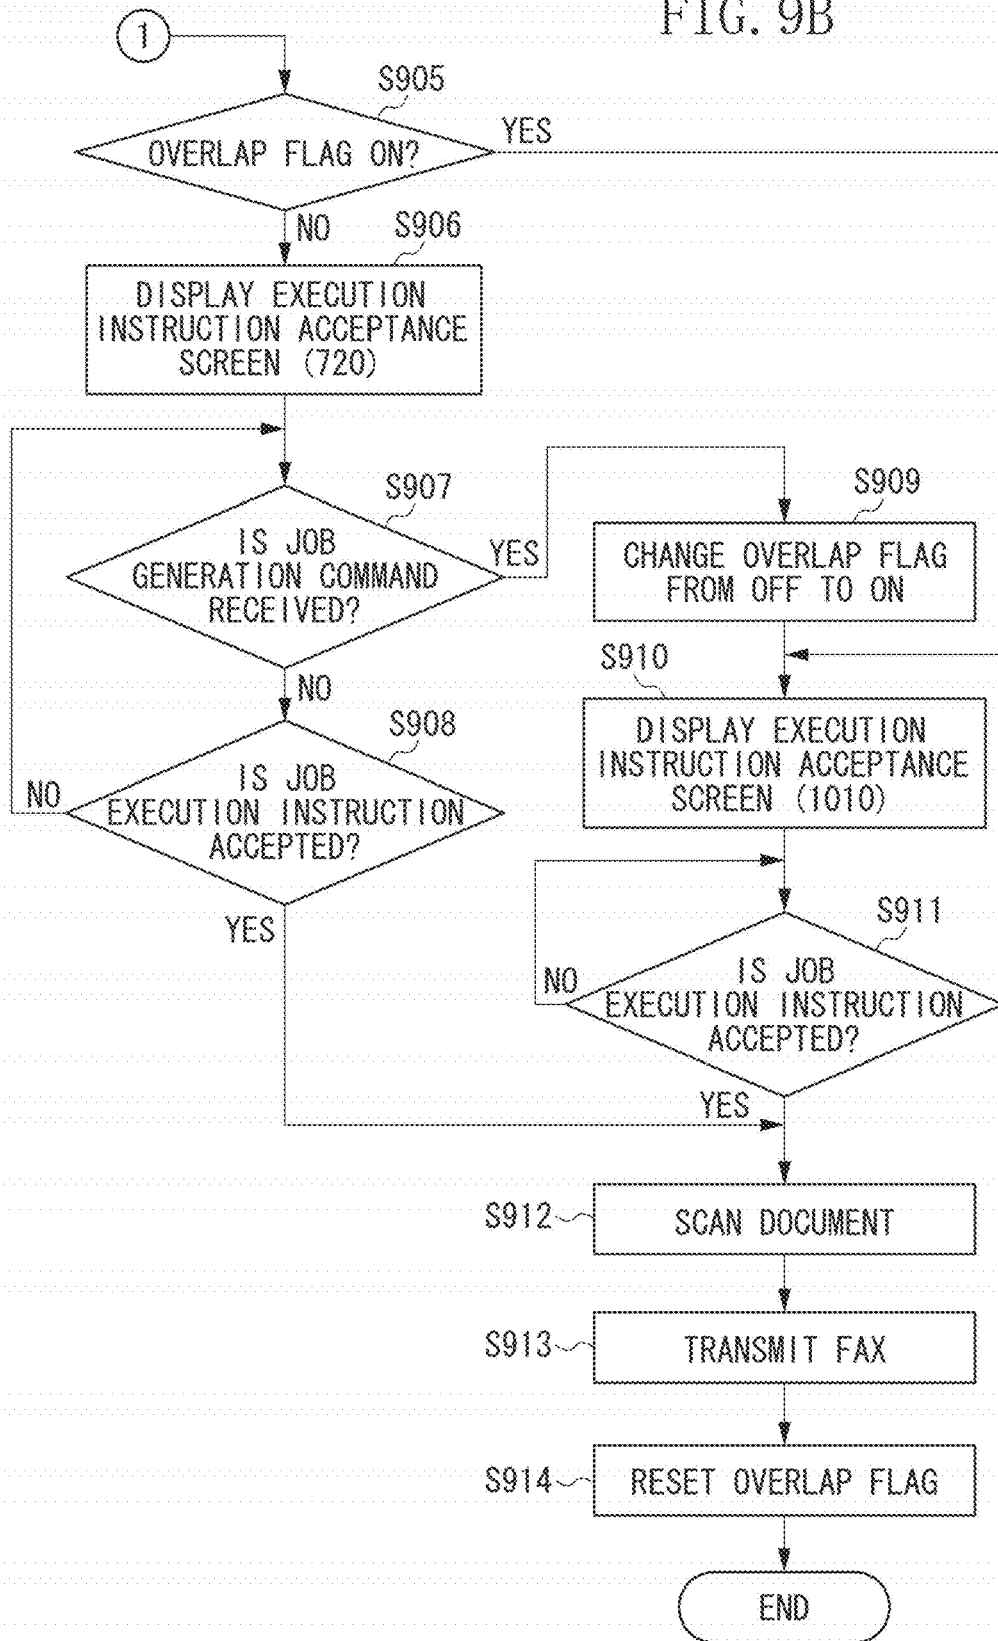 FIG. 9B
1
S905
OVERLAP FLAG ON?
YES
NO
S906
DISPLAY EXECUTION
INSTRUCTION ACCEPTANCE
SCREEN (720)
S907
IS JOB
GENERATION COMMAND
RECEIVED?
YES
NO
S909
CHANGE OVERLAP FLAG
FROM OFF TO ON
S910
DISPLAY EXECUTION
INSTRUCTION ACCEPTANCE
SCREEN (1010)
S908
IS JOB
EXECUTION INSTRUCTION
ACCEPTED?
NO
YES
S911
IS JOB
EXECUTION INSTRUCTION
ACCEPTED?
NO
YES
S912
SCAN DOCUMENT
S913
TRANSMIT FAX
S914
RESET OVERLAP FLAG
END